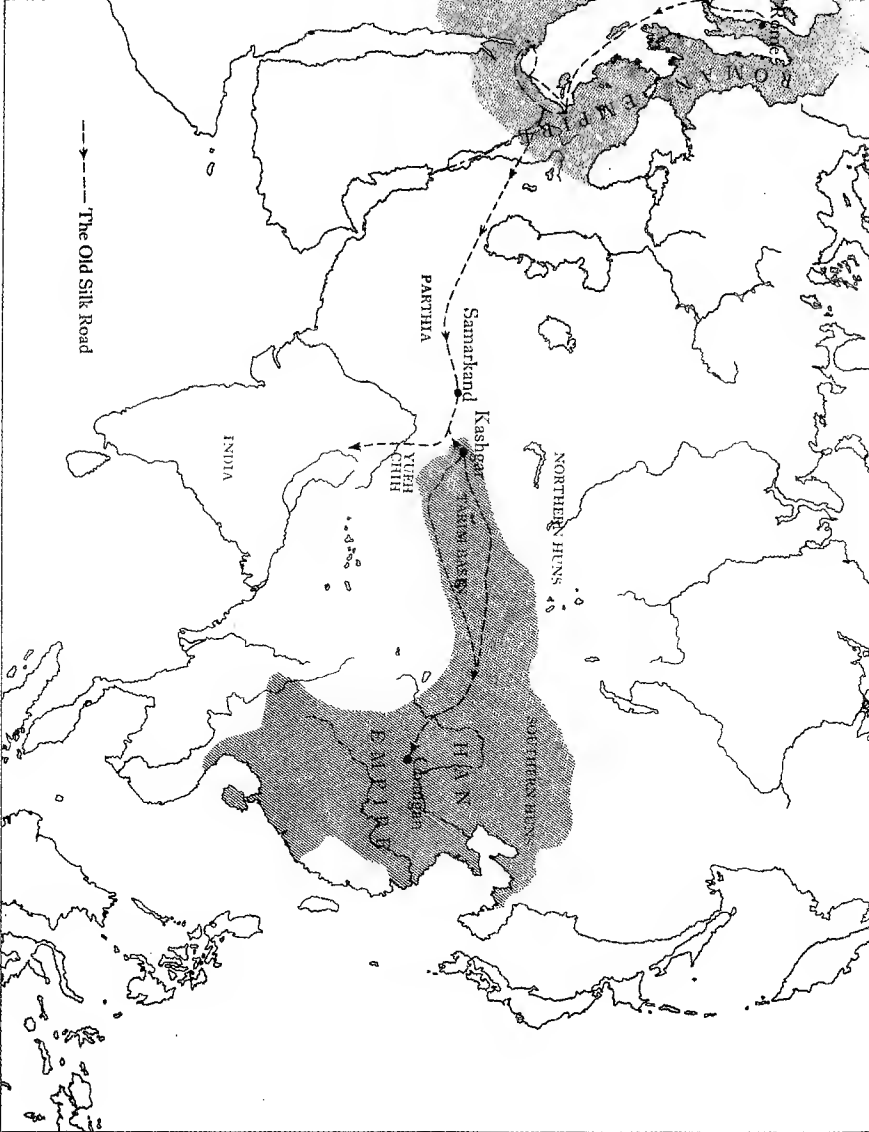 Rome
ROMAN EMPIRE
PARTHIA
Samarkand
Kashgar
TARIM BASIN
NORTHERN HUNS
YUEH
CHIH
INDIA
SOUTHERN HUNS
HAN
EMPIRE
The Old Silk Road